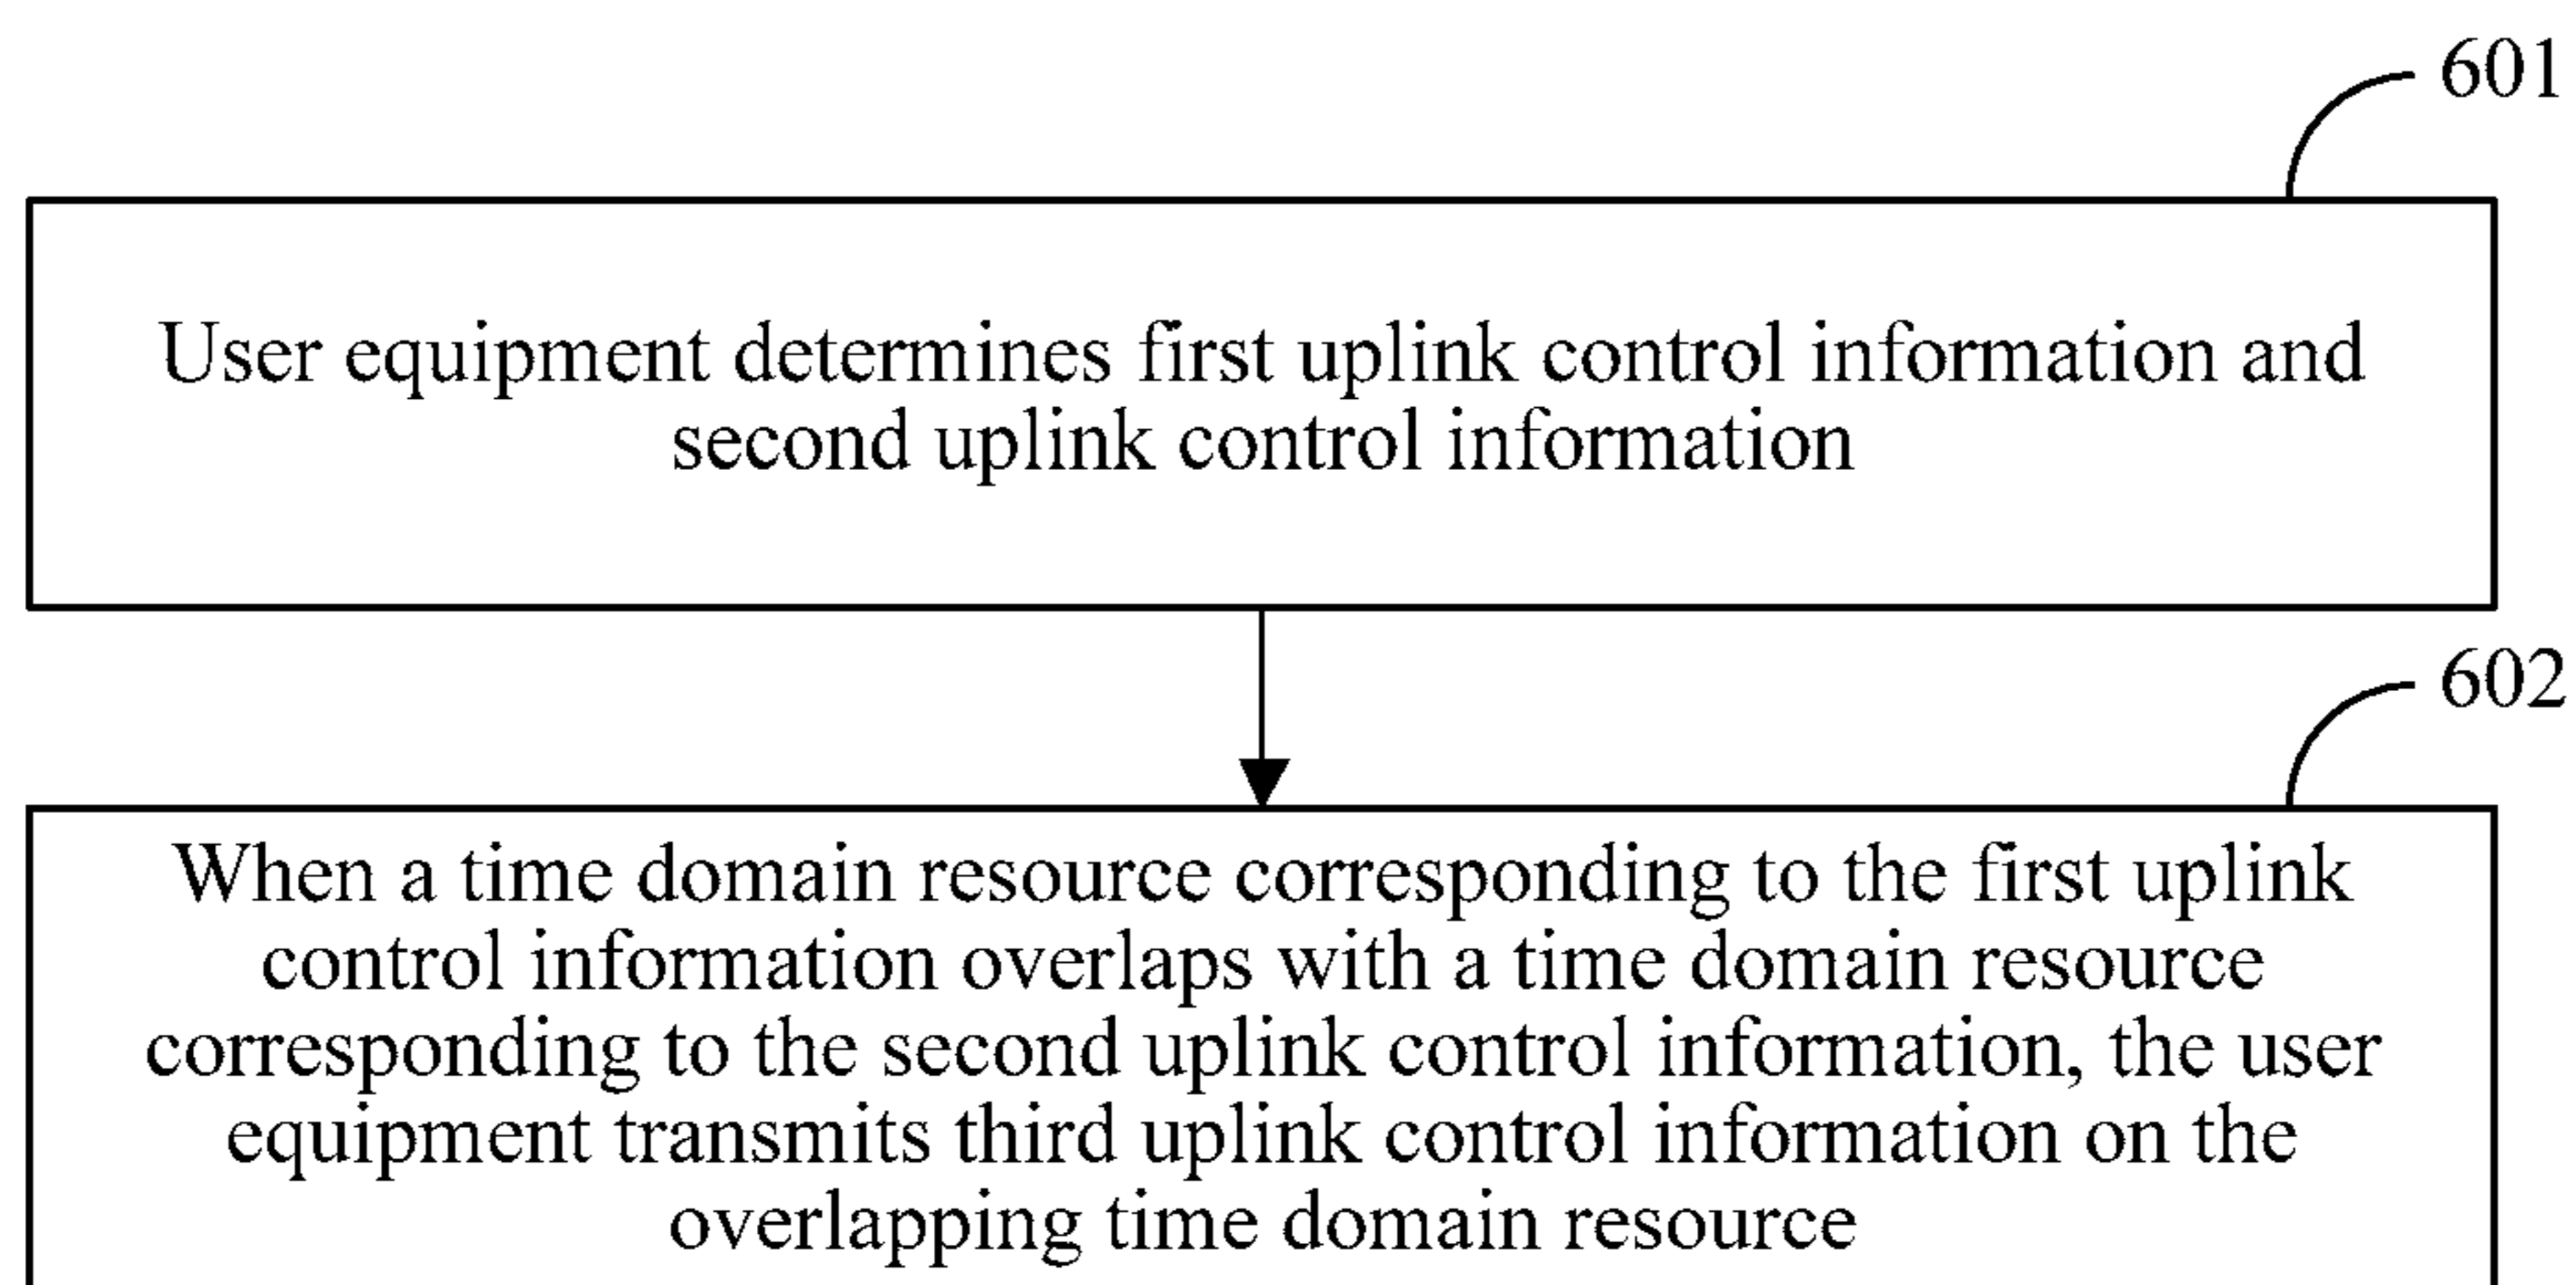 601
User equipment determines first uplink control information and
second uplink control information
602
When a time domain resource corresponding to the first uplink
control information overlaps with a time domain resource
corresponding to the second uplink control information, the user
equipment transmits third uplink control information on the
overlapping time domain resource